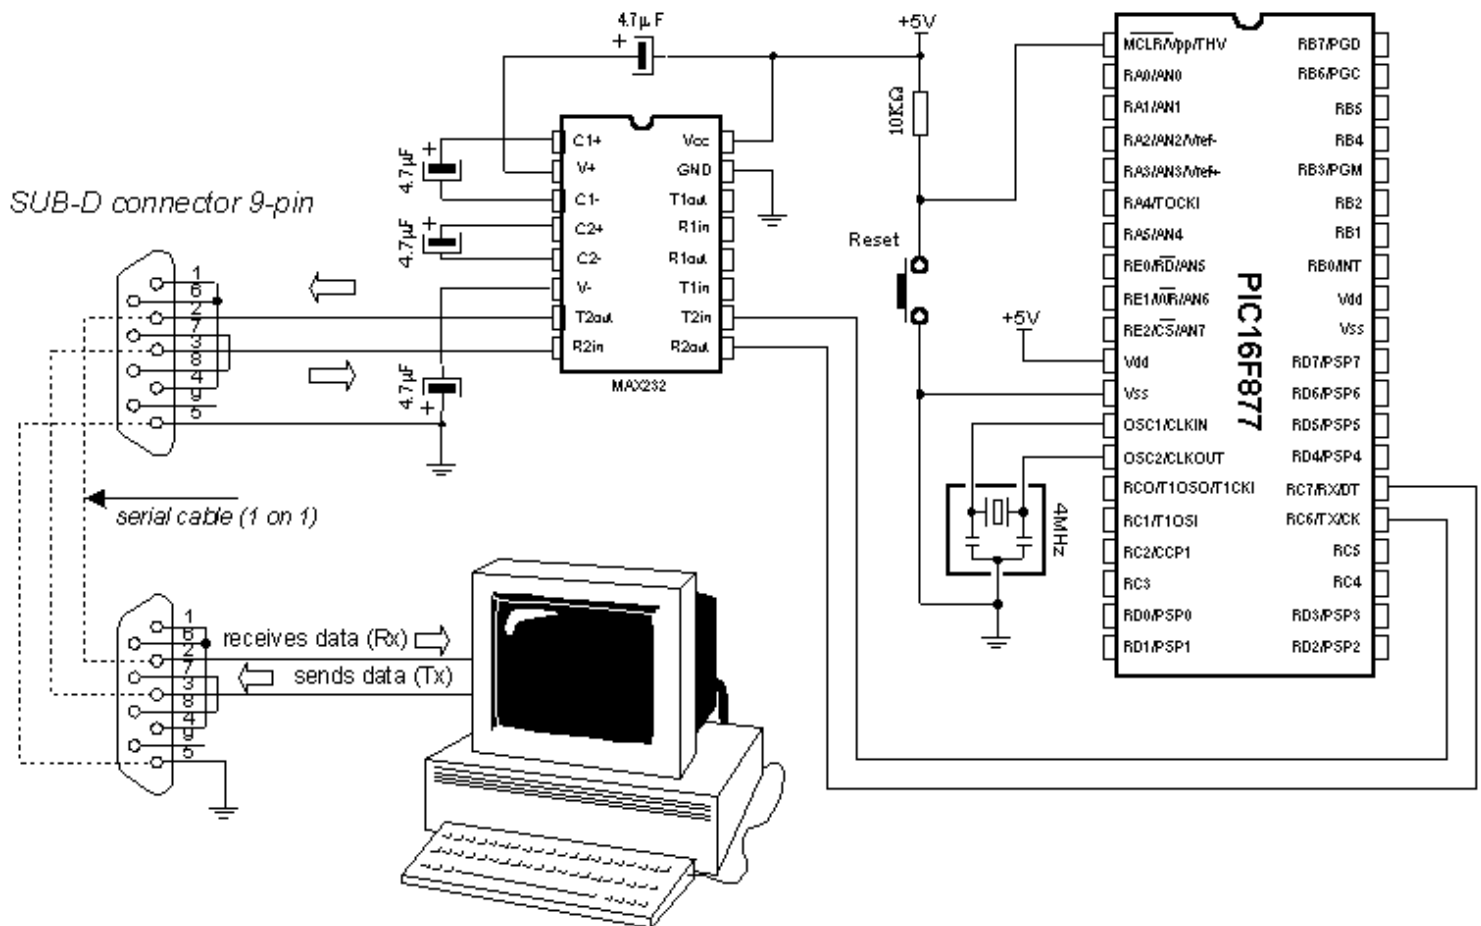 4.7µF
+
+5V
10KΩ
+
4.7µF
4.7µF
C1+
V+
C1-
C2+
C2-
V-
T2out
R2in
Vcc
GND
T1out
R1in
R1out
T1in
T2in
R2out
MAX232
4.7µF
+
SUB-D connector 9-pin
1
6
2
7
3
8
4
9
5
serial cable (1 on 1)
1
6
2
7
3
8
4
9
5
receives data (Rx)
sends data (Tx)
Reset
+5V
4MHz
MCLR/Vpp/THV
RA0/AN0
RA1/AN1
RA2/AN2/Vref-
RA3/AN3/Vref+
RA4/TOCKI
RA5/AN4
RE0/RD/AN5
RE1/WR/AN6
RE2/CS/AN7
Vdd
Vss
OSC1/CLKIN
OSC2/CLKOUT
RCO/T1OSO/T1CKI
RC1/T1OSI
RC2/CCP1
RC3
RD0/PSP0
RD1/PSP1
PIC16F877
RB7/PGD
RB6/PGC
RB5
RB4
RB3/PGM
RB2
RB1
RB0/INT
Vdd
Vss
RD7/PSP7
RD6/PSP6
RD5/PSP5
RD4/PSP4
RC7/RX/DT
RC6/TX/CK
RC5
RC4
RD3/PSP3
RD2/PSP2